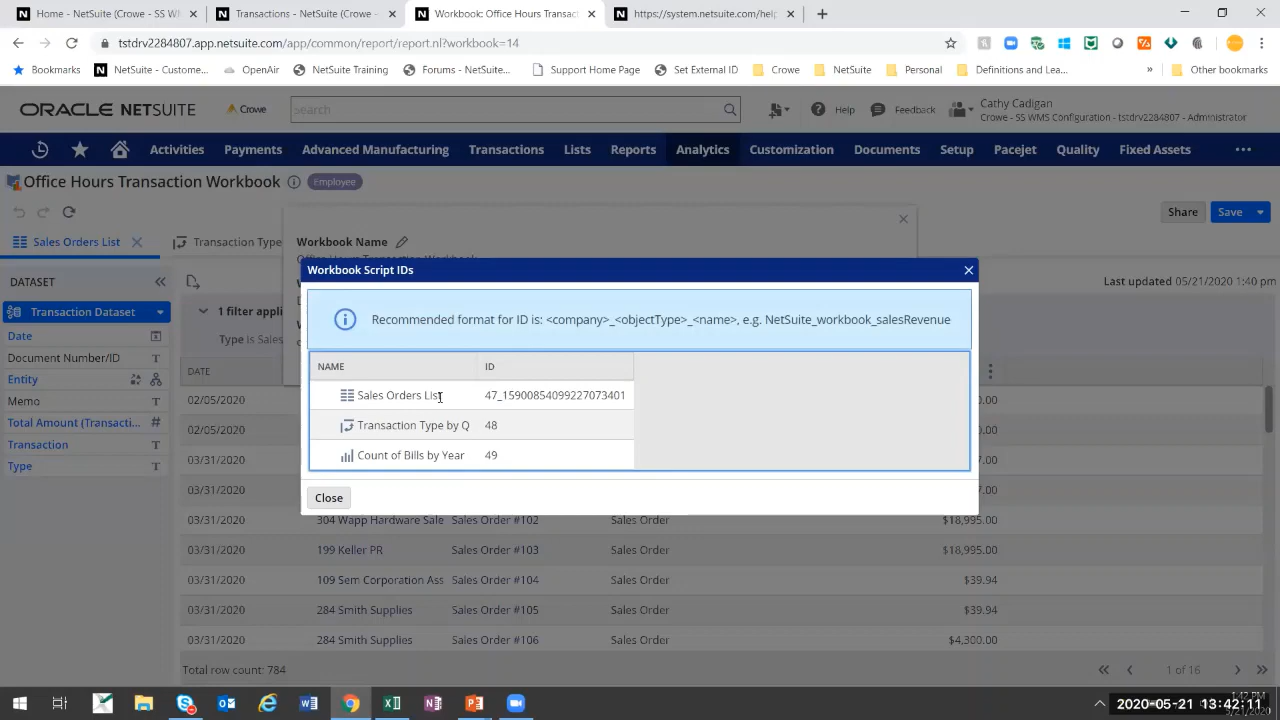 Home - NetSuite (Crowe - SS WMS
Transactions - NetSuite (Crowe -
Workbook: Office Hours Transact
https://system.netsuite.com/help
tstdrv2284807.app.netsuite.com/app/common/report/report.nl?workbook=14
Bookmarks
NetSuite - Custome...
OpenAir
NetSuite Training
Forums - NetSuite...
Support Home Page
Set External ID
Crowe
NetSuite
Personal
Definitions and Lea...
Other bookmarks
ORACLE NETSUITE
Crowe
search
Help
Feedback
Cathy Cadigan
Crowe - SS WMS Configuration - tstdrv2284807 - Administrator
Activities
Payments
Advanced Manufacturing
Transactions
Lists
Reports
Analytics
Customization
Documents
Setup
Pacejet
Quality
Fixed Assets
Office Hours Transaction Workbook
Employee
Share
Save
Sales Orders List
Transaction Type
Workbook Name
DATASET
Transaction Dataset
1 filter appli
Type is Sales
Last updated 05/21/2020 1:40 pm
Date
Document Number/ID
Entity
Memo
Total Amount (Transacti...
Transaction
Type
Workbook Script IDs
Recommended format for ID is: <company>_<objectType>_<name>, e.g. NetSuite_workbook_salesRevenue
NAME ID
Sales Orders List 47_15900854099227073401
Transaction Type by Q 48
Count of Bills by Year 49
Close
DATE
02/05/2020
02/05/2020
03/31/2020
03/31/2020
03/31/2020 304 Wapp Hardware Sale Sales Order #102 Sales Order $18,995.00
03/31/2020 199 Keller PR Sales Order #103 Sales Order $18,995.00
03/31/2020 109 Sem Corporation Ass Sales Order #104 Sales Order $39.94
03/31/2020 284 Smith Supplies Sales Order #105 Sales Order $39.94
03/31/2020 284 Smith Supplies Sales Order #106 Sales Order $4,300.00
Total row count: 784
1 of 16
2020-05-21 13:42:11